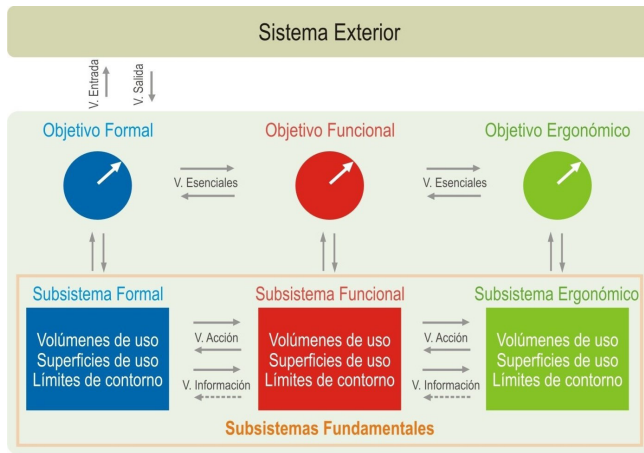 Sistema Exterior
V. Entrada
V. Salida
Objetivo Formal
Objetivo Funcional
Objetivo Ergonómico
V. Esenciales
V. Esenciales
Subsistema Formal
Subsistema Funcional
Subsistema Ergonómico
Volúmenes de uso
Superficies de uso
Límites de contorno
V. Acción
V. Información
Volúmenes de uso
Superficies de uso
Límites de contorno
V. Acción
V. Información
Volúmenes de uso
Superficies de uso
Límites de contorno
Subsistemas Fundamentales